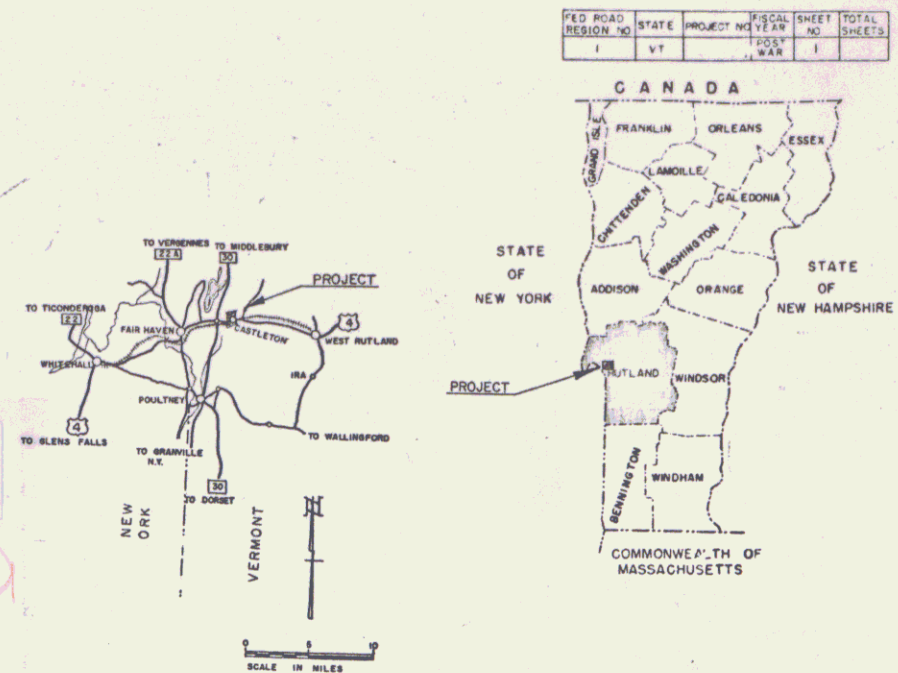 FED ROAD REGION NO
STATE
PROJECT NO
FISCAL YEAR
SHEET NO
TOTAL SHEETS
1
VT
POST WAR
1
CANADA
GRAND ISLE
FRANKLIN
ORLEANS
ESSEX
LAMOILLE
CHITTENDEN
CALEDONIA
WASHINGTON
STATE
OF
NEW YORK
ADDISON
ORANGE
STATE
OF
NEW HAMPSHIRE
PROJECT
RUTLAND
WINDSOR
BENNINGTON
WINDHAM
COMMONWEALTH OF
MASSACHUSETTS
TO VERGENNES
22A
TO MIDDLEBURY
30
PROJECT
TO TICONDEROGA
22
FAIR HAVEN
CASTLETON
4
WEST RUTLAND
WHITEHALL
IRA
POULTNEY
4
TO GLENS FALLS
TO WALLINGFORD
TO GRANVILLE
N.Y.
30
TO DORSET
NEW
ORK
VERMONT
N
0 5 10
SCALE IN MILES